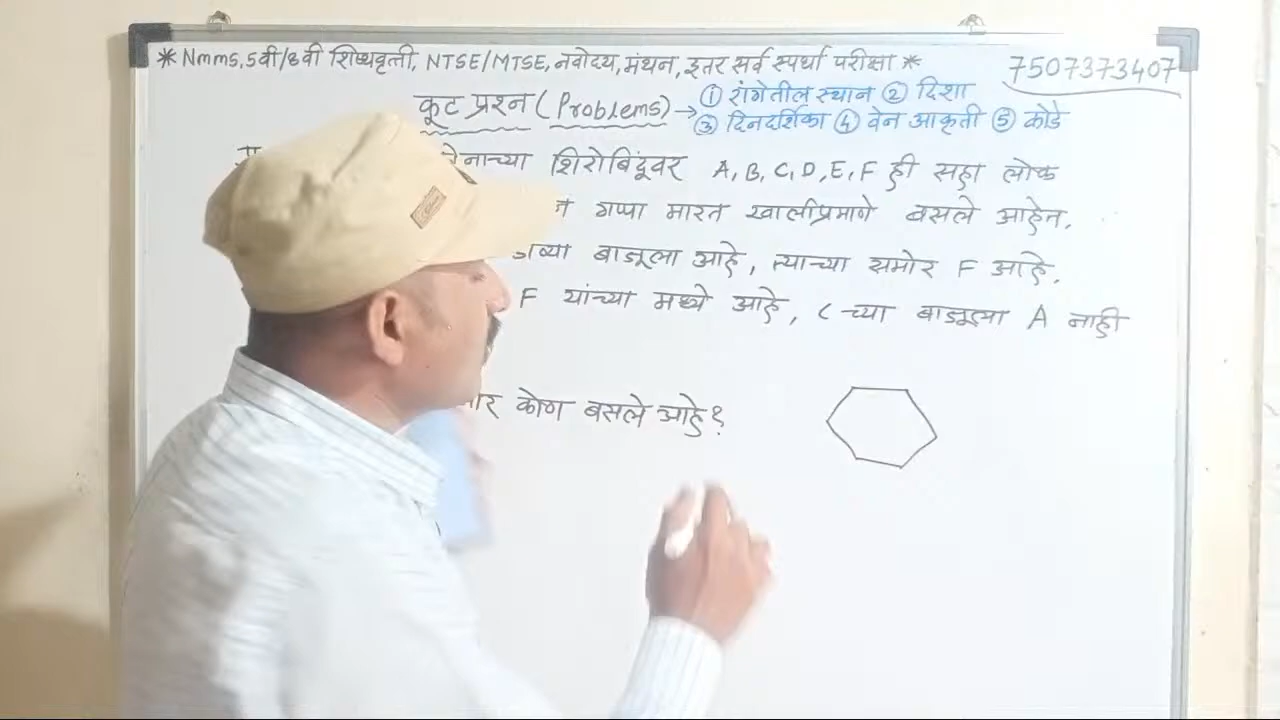 * Nmms, 5वी/8वी शिष्यवृत्ती, NTSE/MTSE, नवोदय, मंथन, इतर सर्व स्पर्धा परीक्षा *
7507373407
कूट प्रश्न (Problems) → ① रांगेतील स्थान ② दिशा
③ दिनदर्शिका ④ वेन आकृती ⑤ कोडे
शिरोबिंदूवर A, B, C, D, E, F ही सहा लोक
गप्पा मारत खालीप्रमाणे बसले आहेत.
बाजूला आहे, त्याच्या समोर F आहे.
F यांच्या मध्ये आहे, C च्या बाजूला A नाही
कोण बसले आहे?